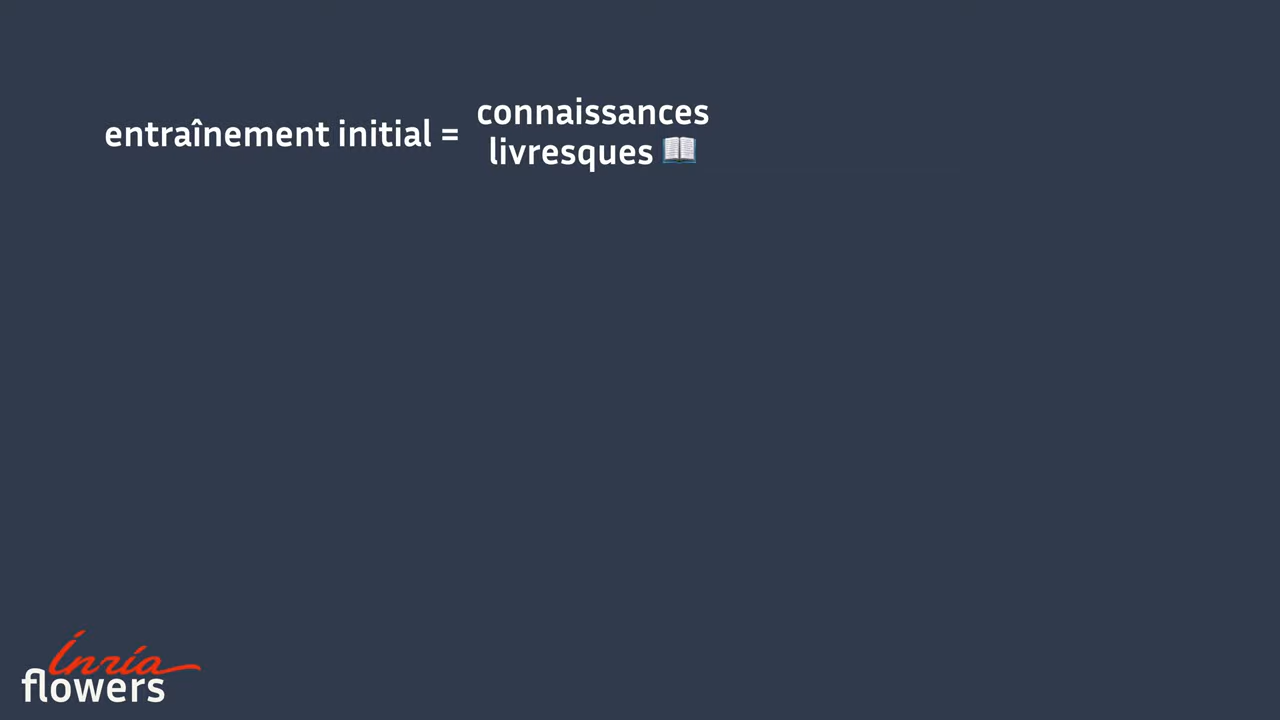 entraînement initial =
connaissances
livresques 📖
Inria
flowers